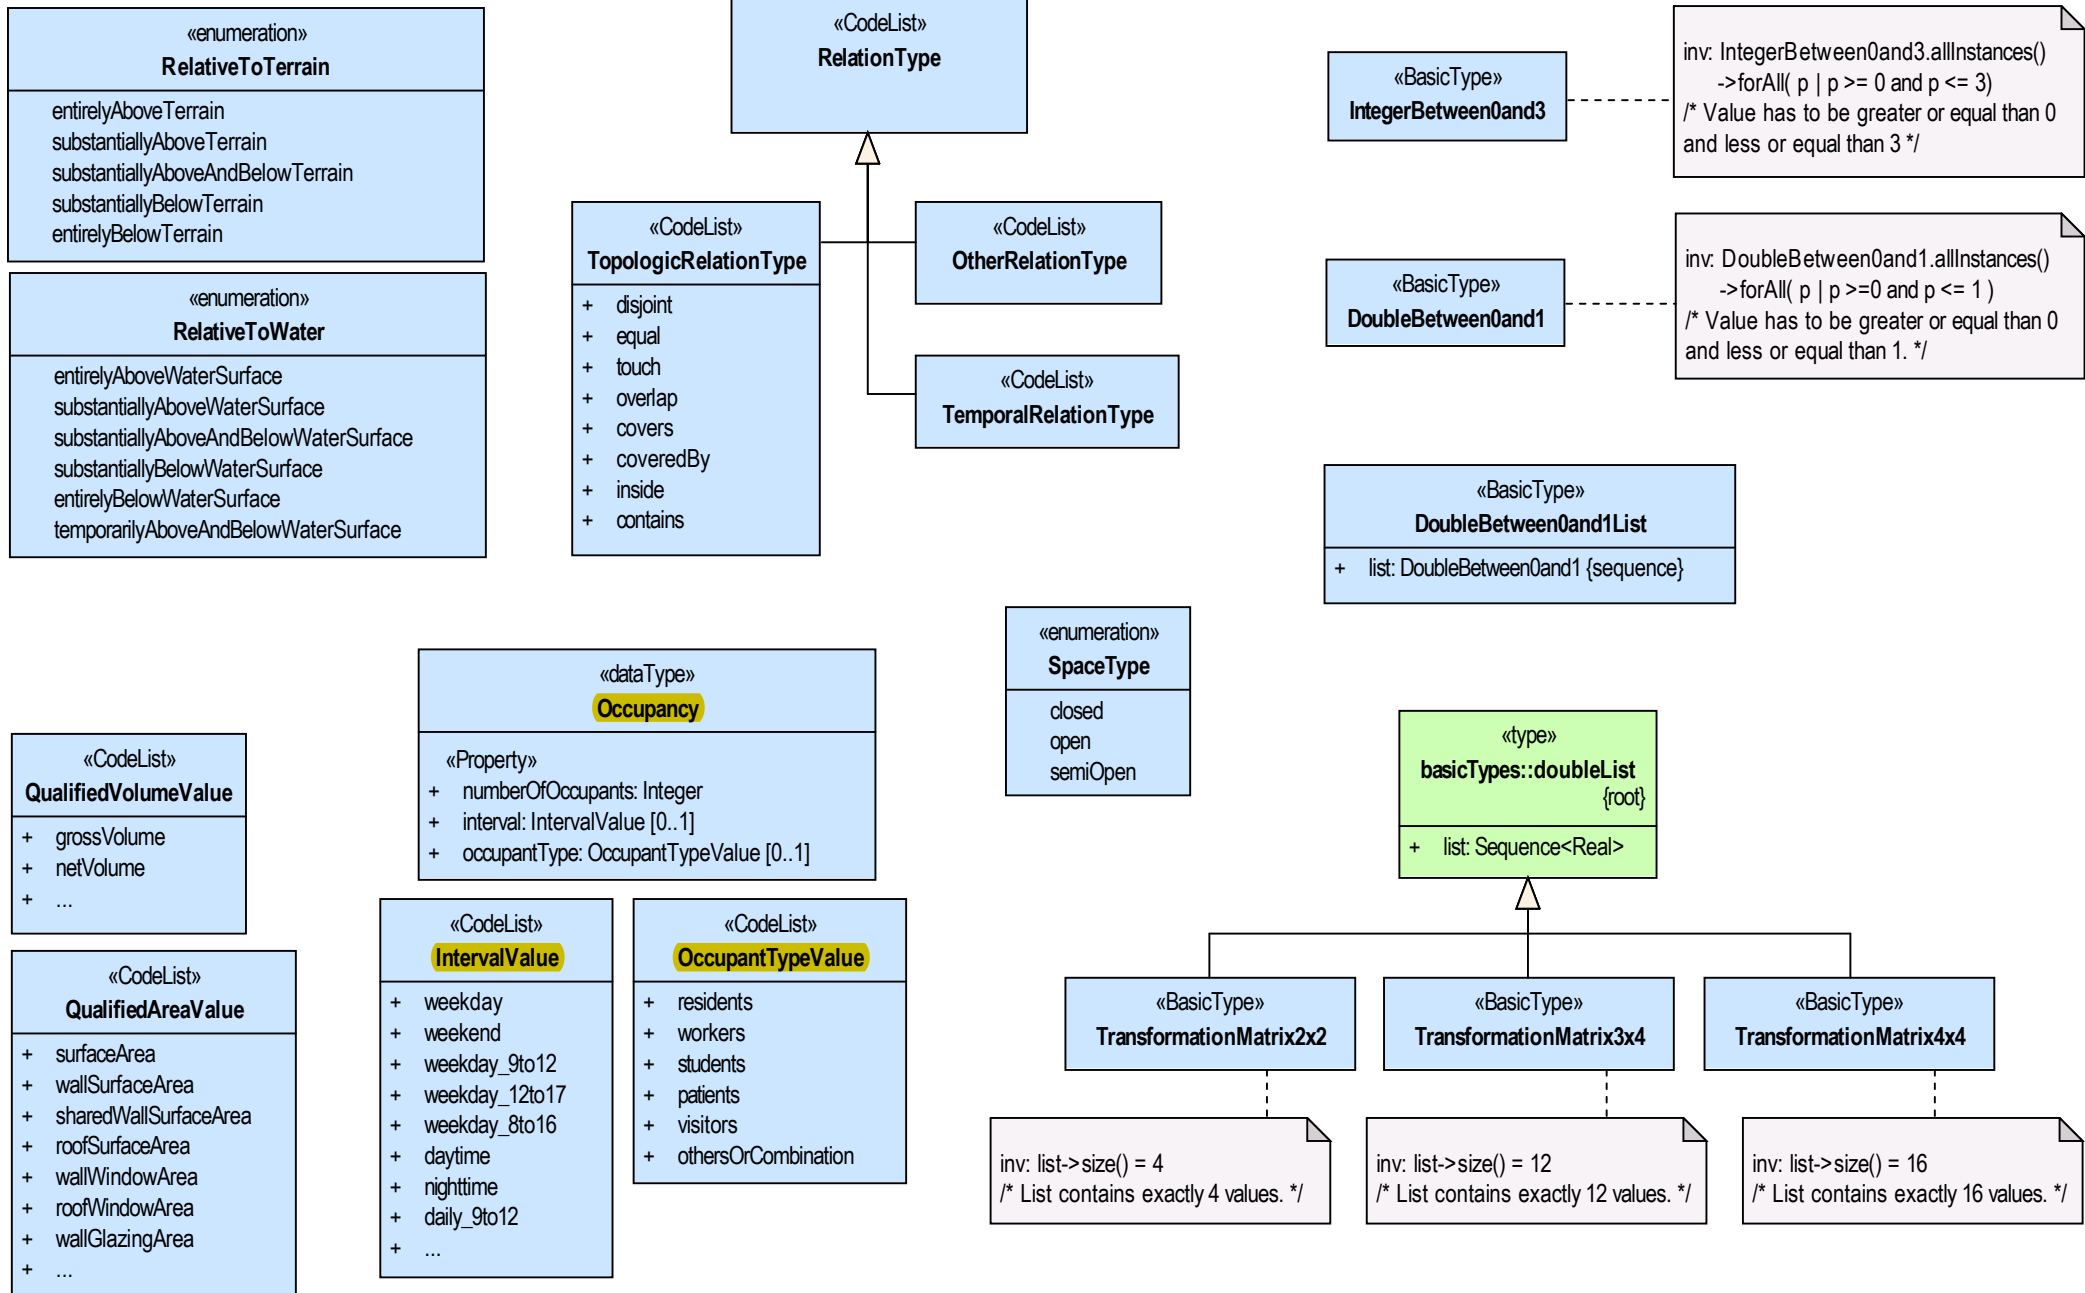 «enumeration»
RelativeToTerrain
entirelyAboveTerrain
substantiallyAboveTerrain
substantiallyAboveAndBelowTerrain
substantiallyBelowTerrain
entirelyBelowTerrain
«enumeration»
RelativeToWater
entirelyAboveWaterSurface
substantiallyAboveWaterSurface
substantiallyAboveAndBelowWaterSurface
substantiallyBelowWaterSurface
entirelyBelowWaterSurface
temporarilyAboveAndBelowWaterSurface
«CodeList»
RelationType
«CodeList»
TopologicRelationType
+ disjoint
+ equal
+ touch
+ overlap
+ covers
+ coveredBy
+ inside
+ contains
«CodeList»
OtherRelationType
«CodeList»
TemporalRelationType
«BasicType»
IntegerBetween0and3
inv: IntegerBetween0and3.allInstances()
->forAll( p | p >= 0 and p <= 3)
/* Value has to be greater or equal than 0
and less or equal than 3 */
«BasicType»
DoubleBetween0and1
inv: DoubleBetween0and1.allInstances()
->forAll( p | p >=0 and p <= 1 )
/* Value has to be greater or equal than 0
and less or equal than 1. */
«BasicType»
DoubleBetween0and1List
+ list: DoubleBetween0and1 {sequence}
«enumeration»
SpaceType
closed
open
semiOpen
«dataType»
Occupancy
«Property»
+ numberOfOccupants: Integer
+ interval: IntervalValue [0..1]
+ occupantType: OccupantTypeValue [0..1]
«CodeList»
QualifiedVolumeValue
+ grossVolume
+ netVolume
+ ...
«CodeList»
QualifiedAreaValue
+ surfaceArea
+ wallSurfaceArea
+ sharedWallSurfaceArea
+ roofSurfaceArea
+ wallWindowArea
+ roofWindowArea
+ wallGlazingArea
+ ...
«CodeList»
IntervalValue
+ weekday
+ weekend
+ weekday_9to12
+ weekday_12to17
+ weekday_8to16
+ daytime
+ nighttime
+ daily_9to12
+ ...
«CodeList»
OccupantTypeValue
+ residents
+ workers
+ students
+ patients
+ visitors
+ othersOrCombination
«type»
basicTypes::doubleList
{root}
+ list: Sequence<Real>
«BasicType»
TransformationMatrix2x2
«BasicType»
TransformationMatrix3x4
«BasicType»
TransformationMatrix4x4
inv: list->size() = 4
/* List contains exactly 4 values. */
inv: list->size() = 12
/* List contains exactly 12 values. */
inv: list->size() = 16
/* List contains exactly 16 values. */